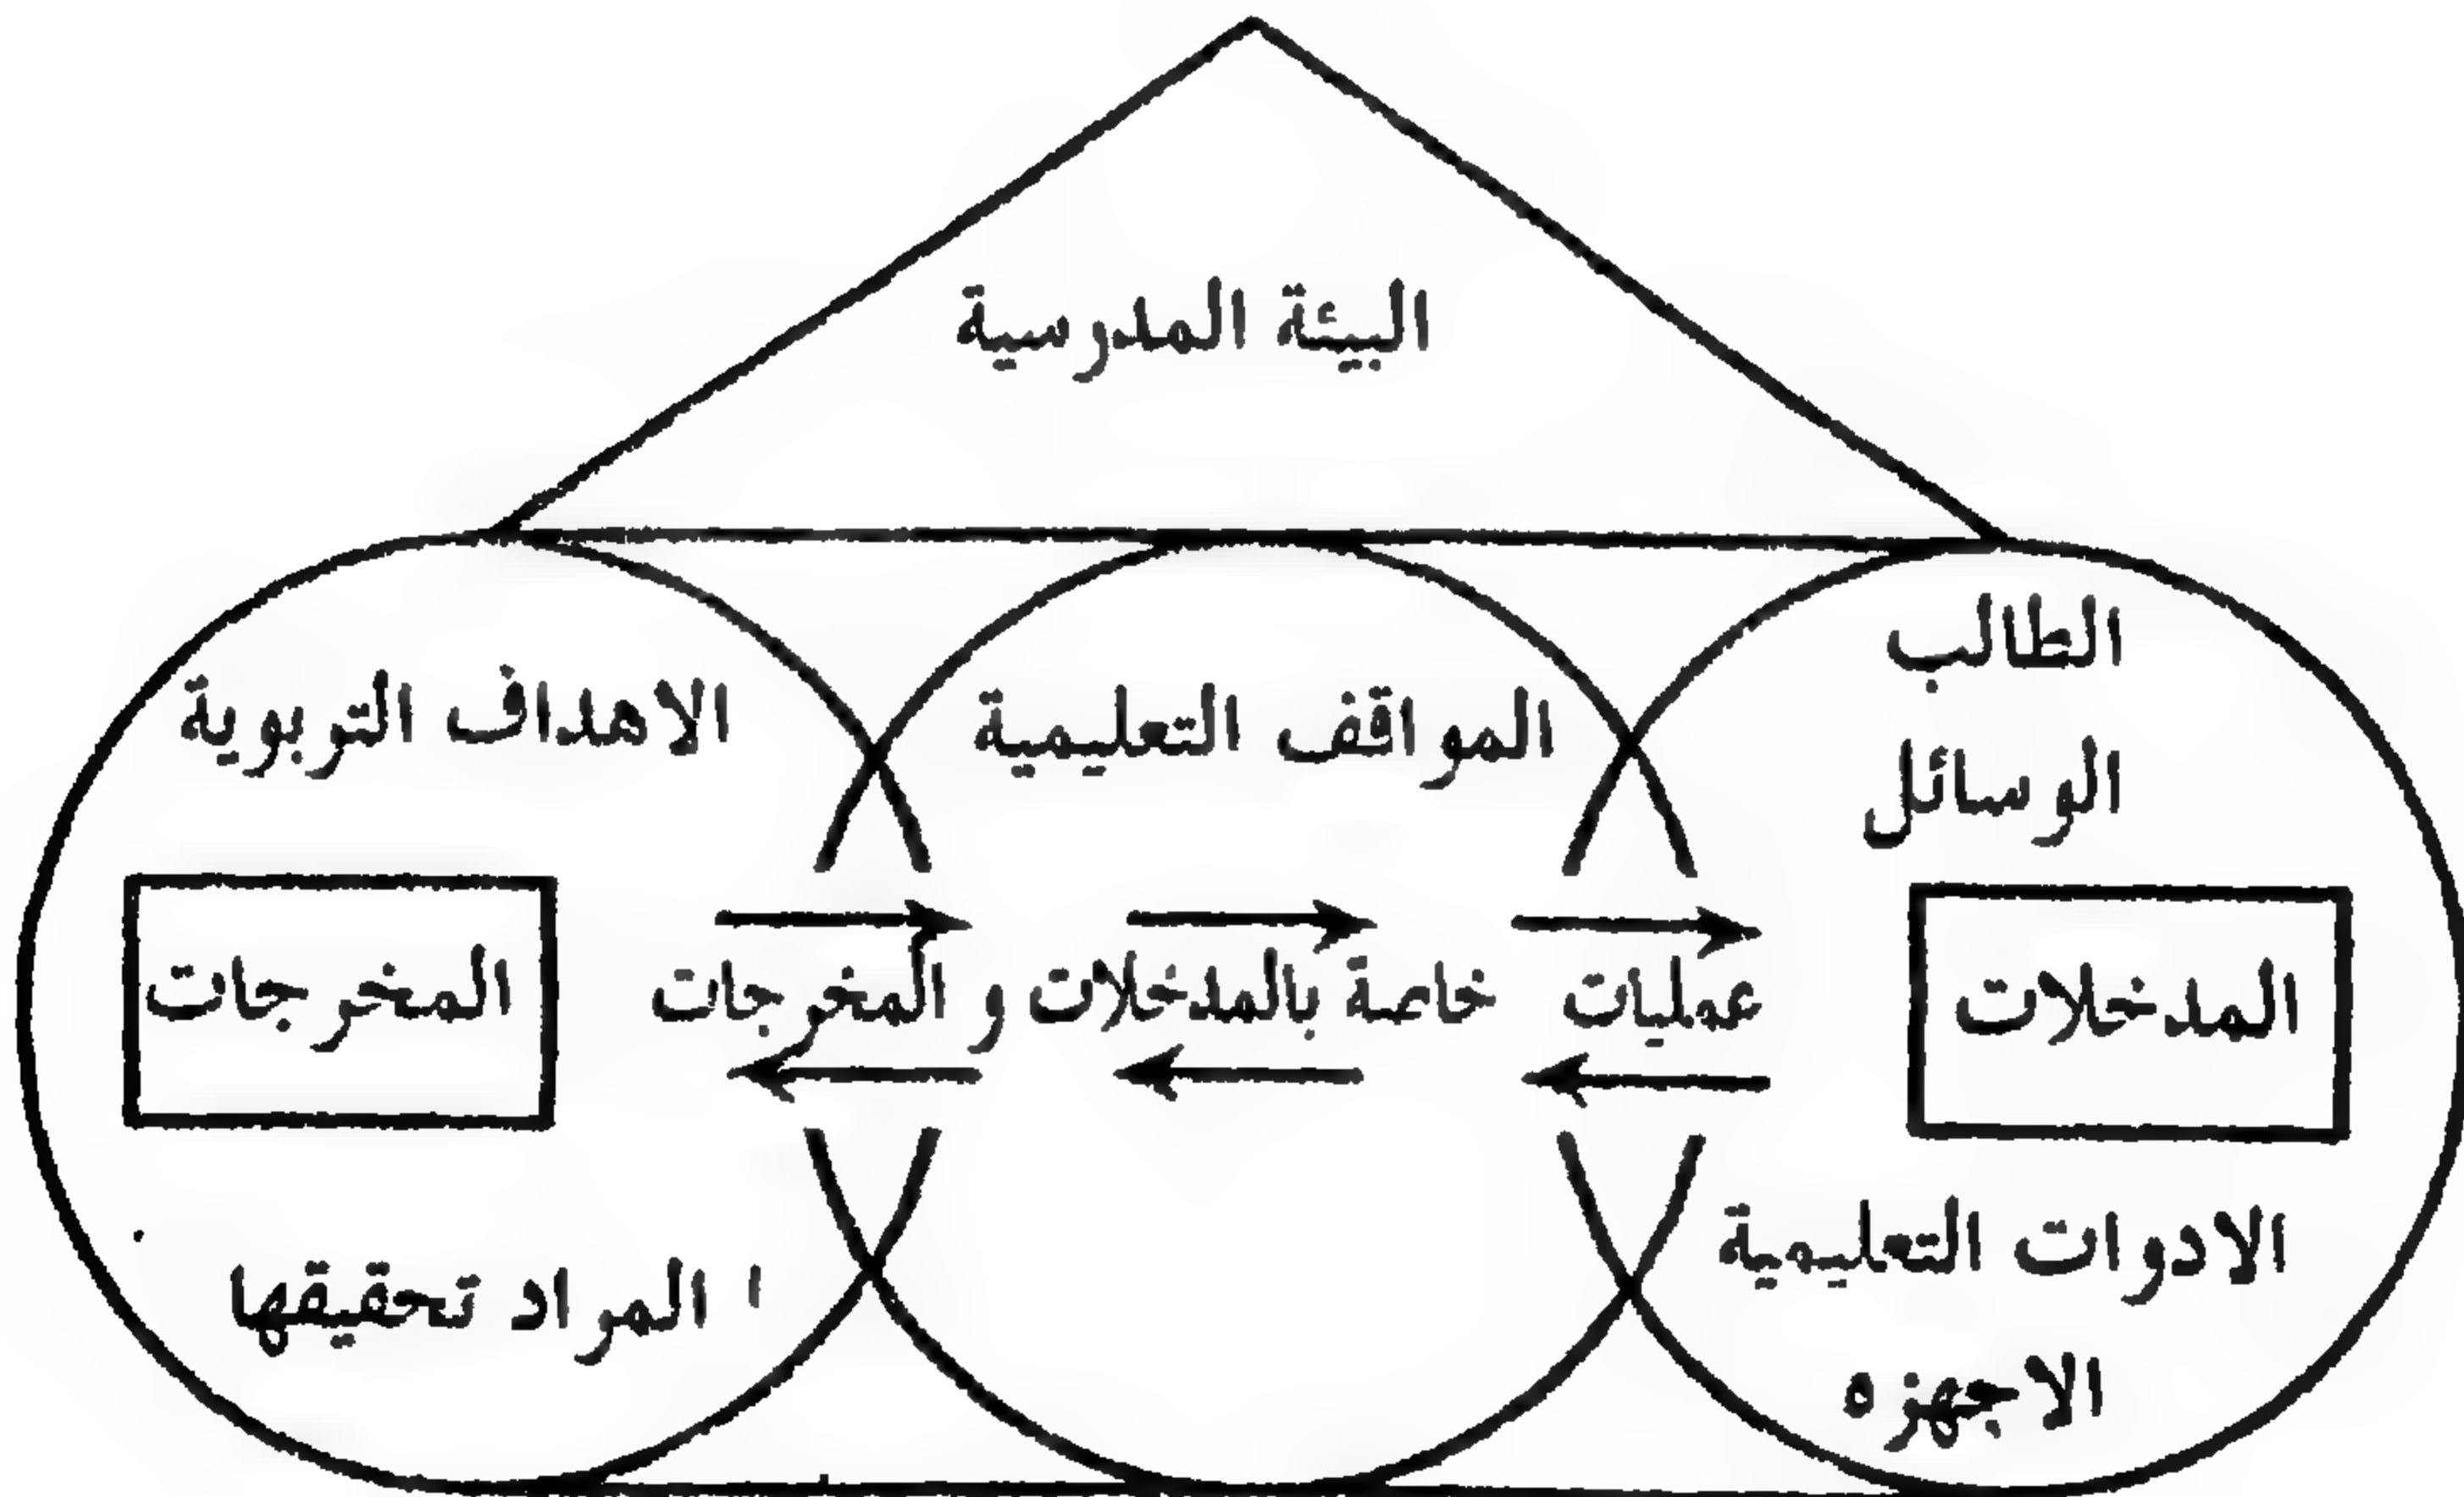 البيئة المدرسية
الطالب
الوسائل
المدخلات
الادوات التعليمية
الاجهزه
المواقف التعليمية
عمليات خاصة بالمدخلات و المخرجات
الاهداف التربوية
المخرجات
المراد تحقيقها